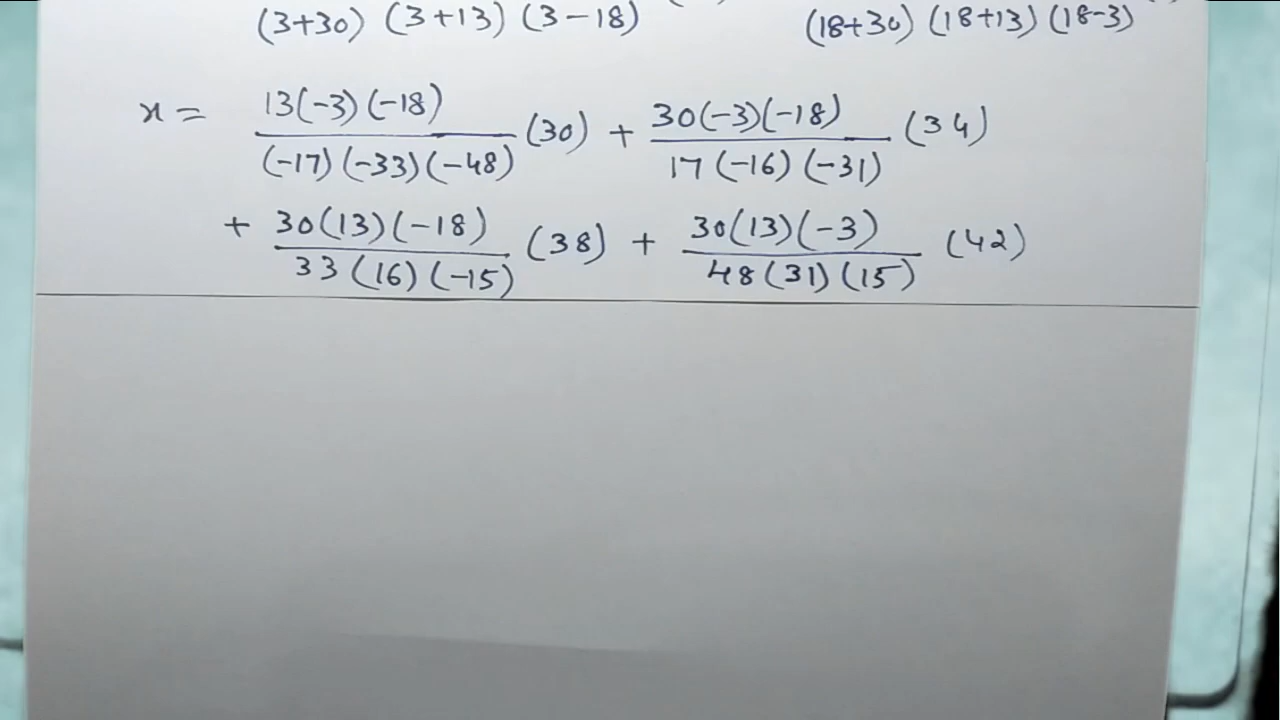 (3+30) (3+13) (3-18) (18+30) (18+13) (18-3)
x = 13(-3)(-18) / (-17)(-33)(-48) (30) + 30(-3)(-18) / 17(-16)(-31) (34)
+ 30(13)(-18) / 33(16)(-15) (38) + 30(13)(-3) / 48(31)(15) (42)